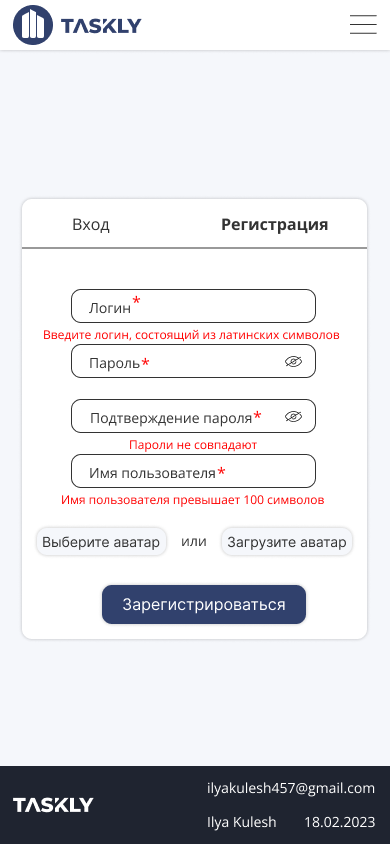 TASKLY
Вход Регистрация
Логин*
Введите логин, состоящий из латинских символов
Пароль*
Подтверждение пароля*
Пароли не совпадают
Имя пользователя*
Имя пользователя превышает 100 символов
Выберите аватар или Загрузите аватар
Зарегистрироваться
ilyakulesh457@gmail.com
TASKLY
Ilya Kulesh 18.02.2023